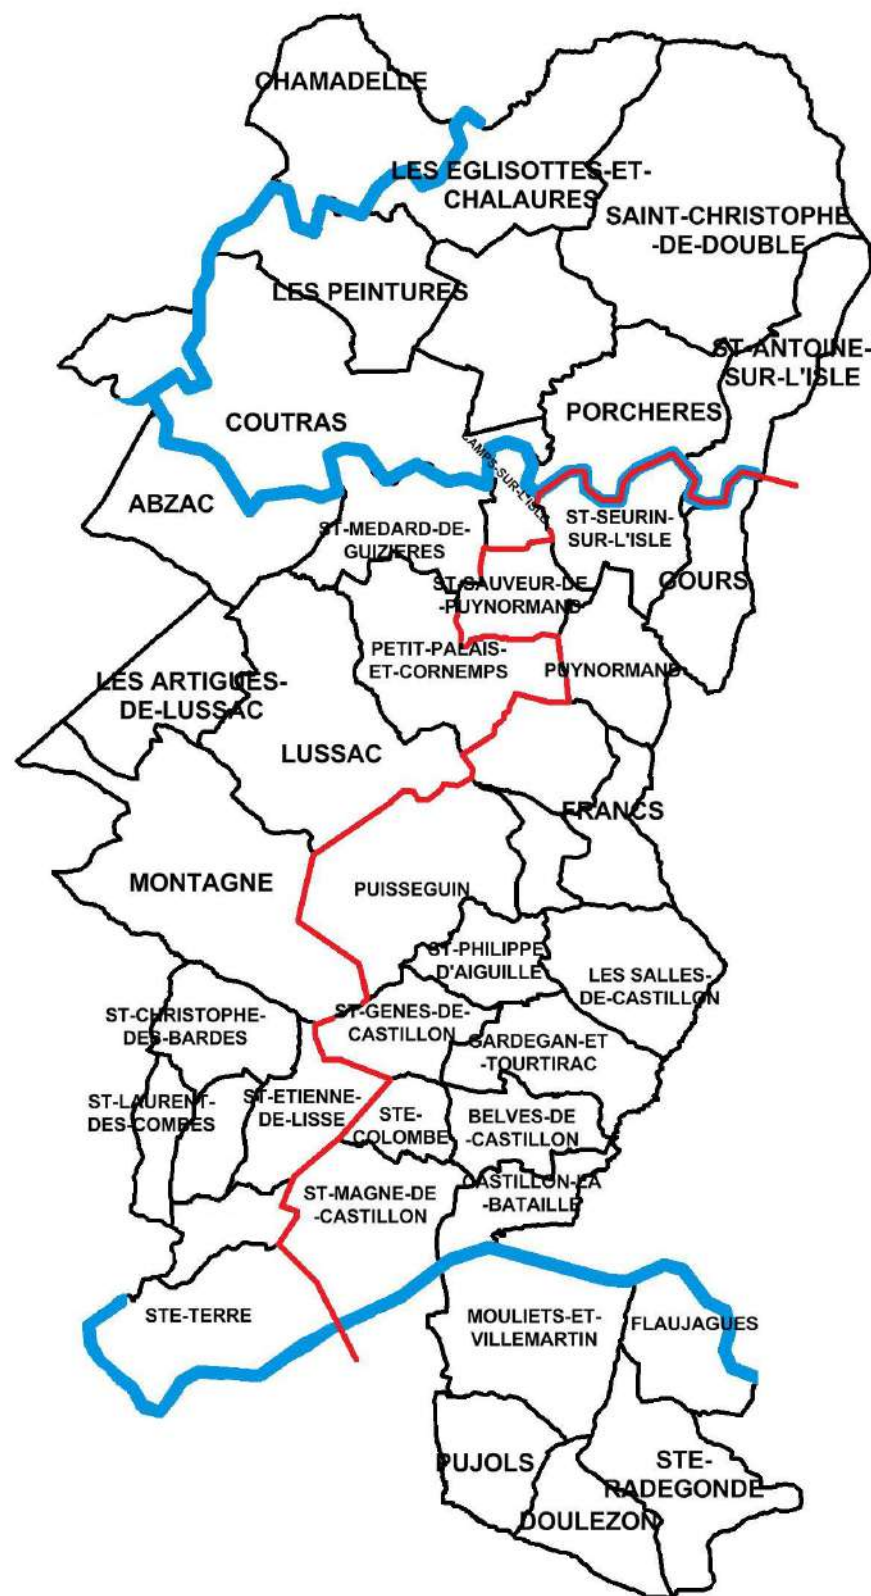 CHAMADELLE
LES EGLISOTTES-ET-
CHALAURES
SAINT-CHRISTOPHE
-DE-DOUBLE
LES PEINTURES
ST-ANTOINE-
SUR-L'ISLE
COUTRAS
PORCHERES
CAMPS-SUR-L'ISLE
ABZAC
ST-MEDARD-DE-
GUIZIERES
ST-SEURIN-
SUR-L'ISLE
GOURS
ST-SAUVEUR-DE
-PUYNORMAND
PETIT-PALAIS-
ET-CORNEMPS
PUYNORMAND
LES ARTIGUES-
DE-LUSSAC
LUSSAC
FRANCS
MONTAGNE
PUISSEGUIN
ST-PHILIPPE
D'AIGUILLE
LES SALLES-
DE-CASTILLON
ST-CHRISTOPHE-
DES-BARDES
ST-GENES-DE-
CASTILLON
GARDEGAN-ET
-TOURTIRAC
ST-LAURENT-
DES-COMBES
ST-ETIENNE-
DE-LISSE
STE-
COLOMBE
BELVES-DE
-CASTILLON
ST-MAGNE-DE
-CASTILLON
CASTILLON-LA
-BATAILLE
STE-TERRE
MOULIETS-ET-
VILLEMARTIN
FLAUJAGUES
PUJOLS
STE-
RADEGONDE
DOULEZON